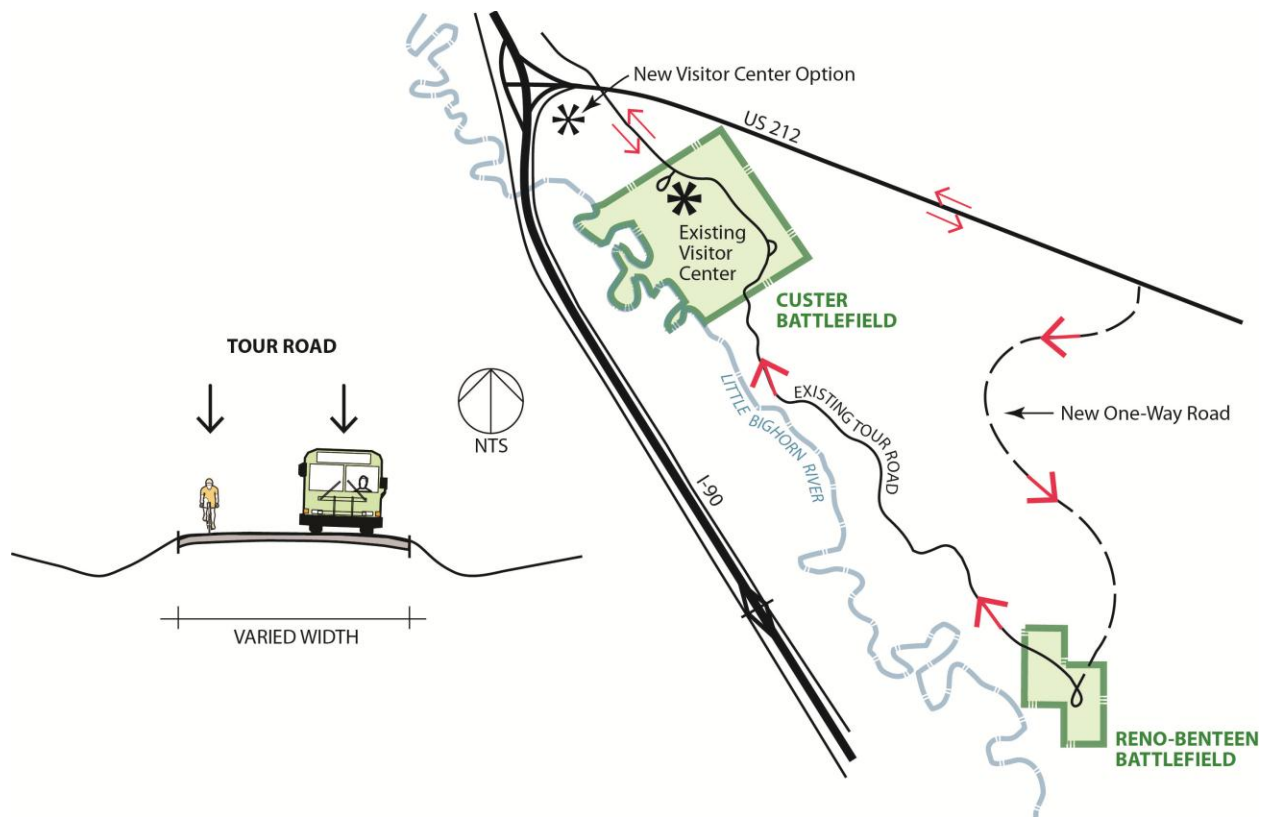 New Visitor Center Option
US 212
Existing
Visitor
Center
CUSTER
BATTLEFIELD
TOUR ROAD
NTS
LITTLE BIGHORN RIVER
EXISTING TOUR ROAD
New One-Way Road
I-90
VARIED WIDTH
RENO-BENTEEN
BATTLEFIELD